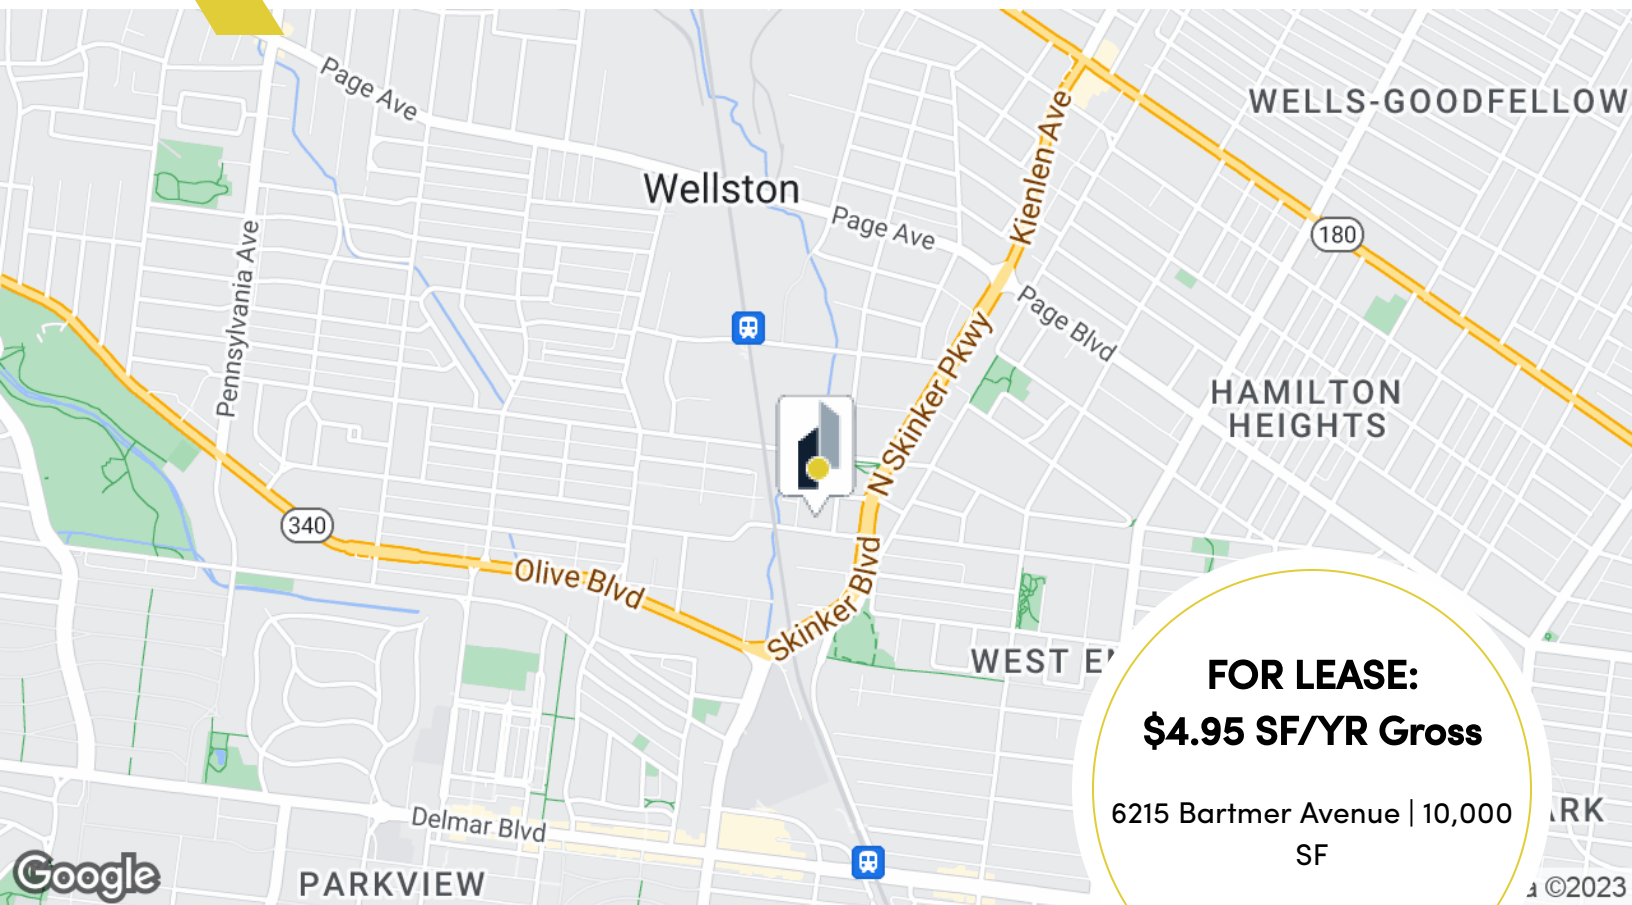 Page Ave
WELLS-GOODFELLOW
Kienlen Ave
Wellston
Page Ave
180
Pennsylvania Ave
Page Blvd
N Skinker Pkwy
HAMILTON
HEIGHTS
340
Olive Blvd
Skinker Blvd
WEST
FOR LEASE:
$4.95 SF/YR Gross
6215 Bartmer Avenue | 10,000
SF
Delmar Blvd
PARKVIEW
Google
©2023